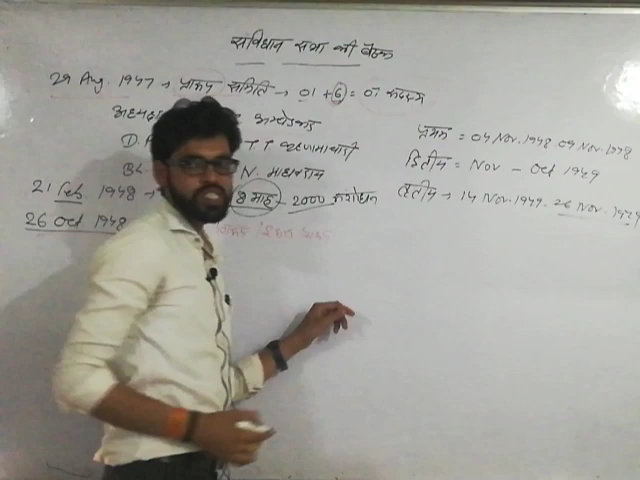 संविधान सभा की बैठक
29 Aug. 1947 → प्रारूप समिति → 01 + 6 = 07 सदस्य
अम्बेडकर
D. T T कृष्णामाचारी
BL N. माधवराव
21 Feb. 1948 → 8 माह - 2000 संशोधन
26 Oct 1948
प्रथम = 04 Nov. 1948 09 Nov. 1948
द्वितीय = Nov - Oct 1949
तृतीय → 14 Nov. 1949 - 26 Nov. 1949